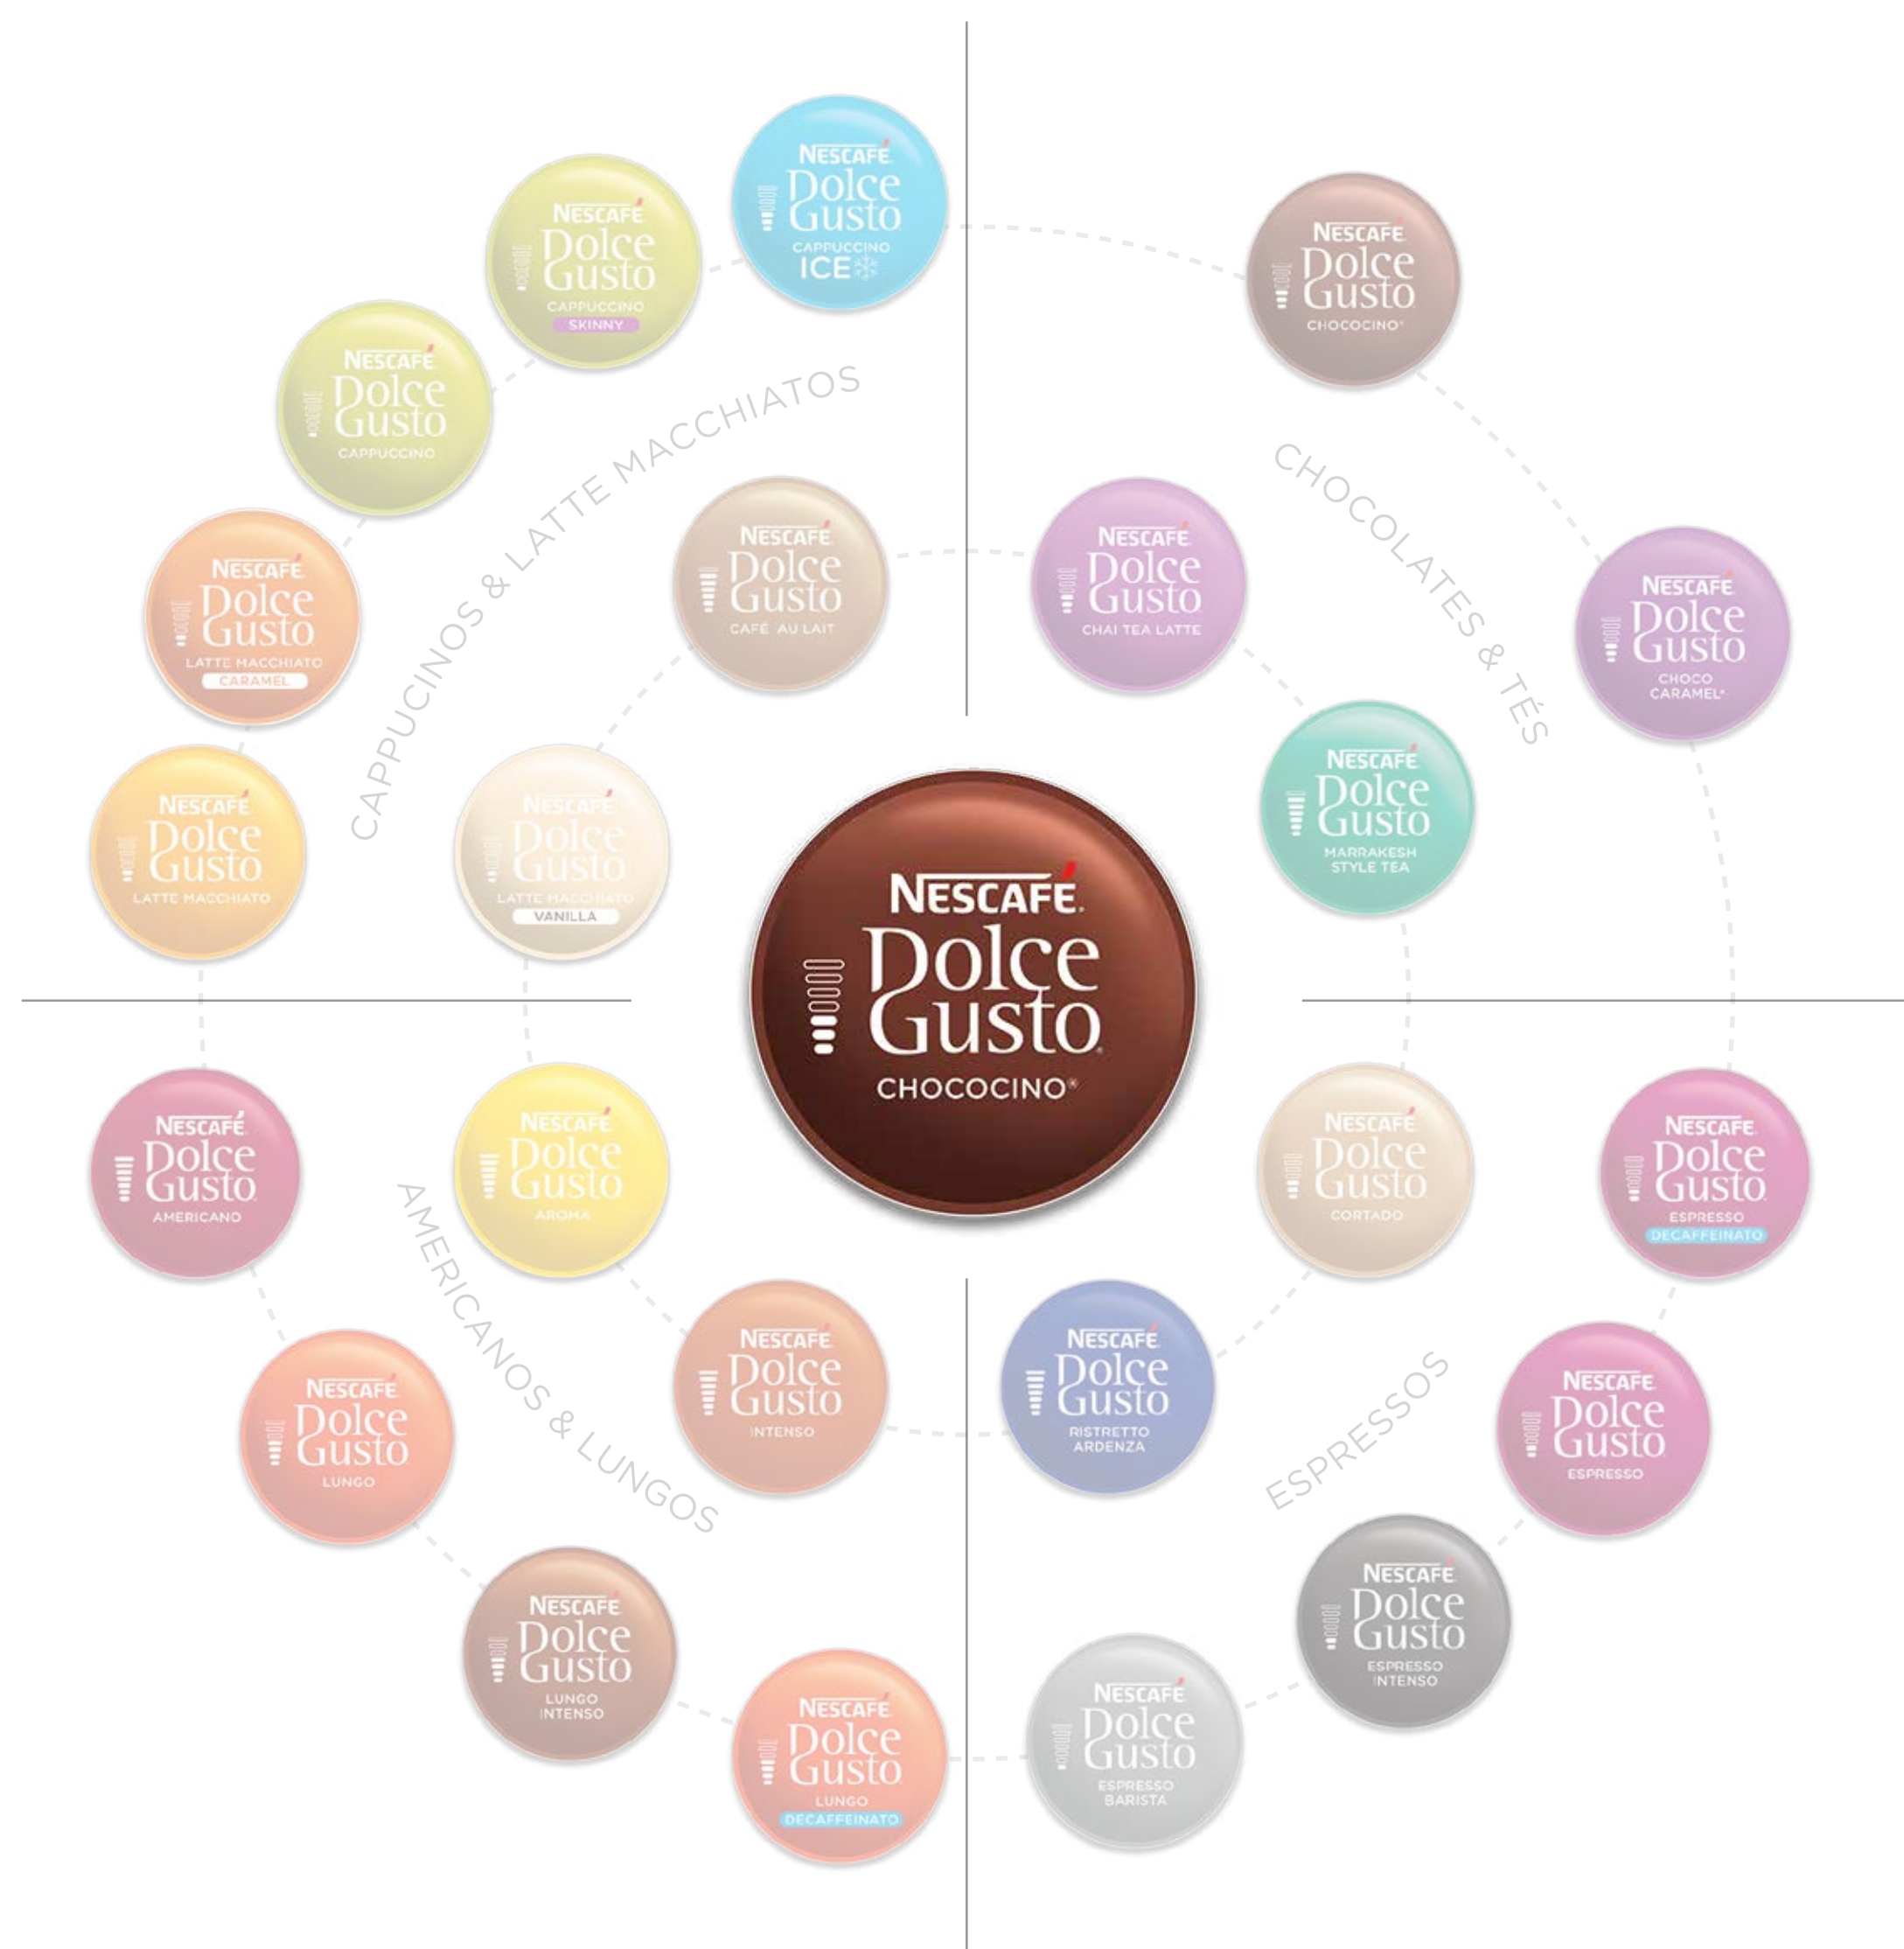 NESCAFÉ
Dolce
Gusto
CAPPUCCINO
ICE
NESCAFÉ
Dolce
Gusto
CAPPUCCINO
SKINNY
NESCAFÉ
Dolce
Gusto
CAPPUCCINO
NESCAFÉ
Dolce
Gusto
LATTE MACCHIATO
CARAMEL
NESCAFÉ
Dolce
Gusto
LATTE MACCHIATO
CAPPUCINOS & LATTE MACCHIATOS
NESCAFÉ
Dolce
Gusto
CAFÉ AU LAIT
NESCAFÉ
Dolce
Gusto
LATTE MACCHIATO
VANILLA
NESCAFÉ
Dolce
Gusto
CHOCOCINO®
NESCAFÉ
Dolce
Gusto
CHOCO
CARAMEL®
CHOCOLATES & TÉS
NESCAFÉ
Dolce
Gusto
CHAI TEA LATTE
NESCAFÉ
Dolce
Gusto
MARRAKESH
STYLE TEA
NESCAFÉ®
Dolce
Gusto®
CHOCOCINO®
NESCAFÉ
Dolce
Gusto
AMERICANO
NESCAFÉ
Dolce
Gusto
AROMA
AMERICANOS & LUNGOS
NESCAFÉ
Dolce
Gusto
LUNGO
NESCAFÉ
Dolce
Gusto
INTENSO
NESCAFÉ
Dolce
Gusto
LUNGO
INTENSO
NESCAFÉ
Dolce
Gusto
LUNGO
DECAFFEINATO
NESCAFÉ
Dolce
Gusto
CORTADO
NESCAFÉ
Dolce
Gusto
ESPRESSO
DECAFFEINATO
NESCAFÉ
Dolce
Gusto
RISTRETTO
ARDENZA
ESPRESSOS
NESCAFÉ
Dolce
Gusto
ESPRESSO
NESCAFÉ
Dolce
Gusto
ESPRESSO
INTENSO
NESCAFÉ
Dolce
Gusto
ESPRESSO
BARISTA